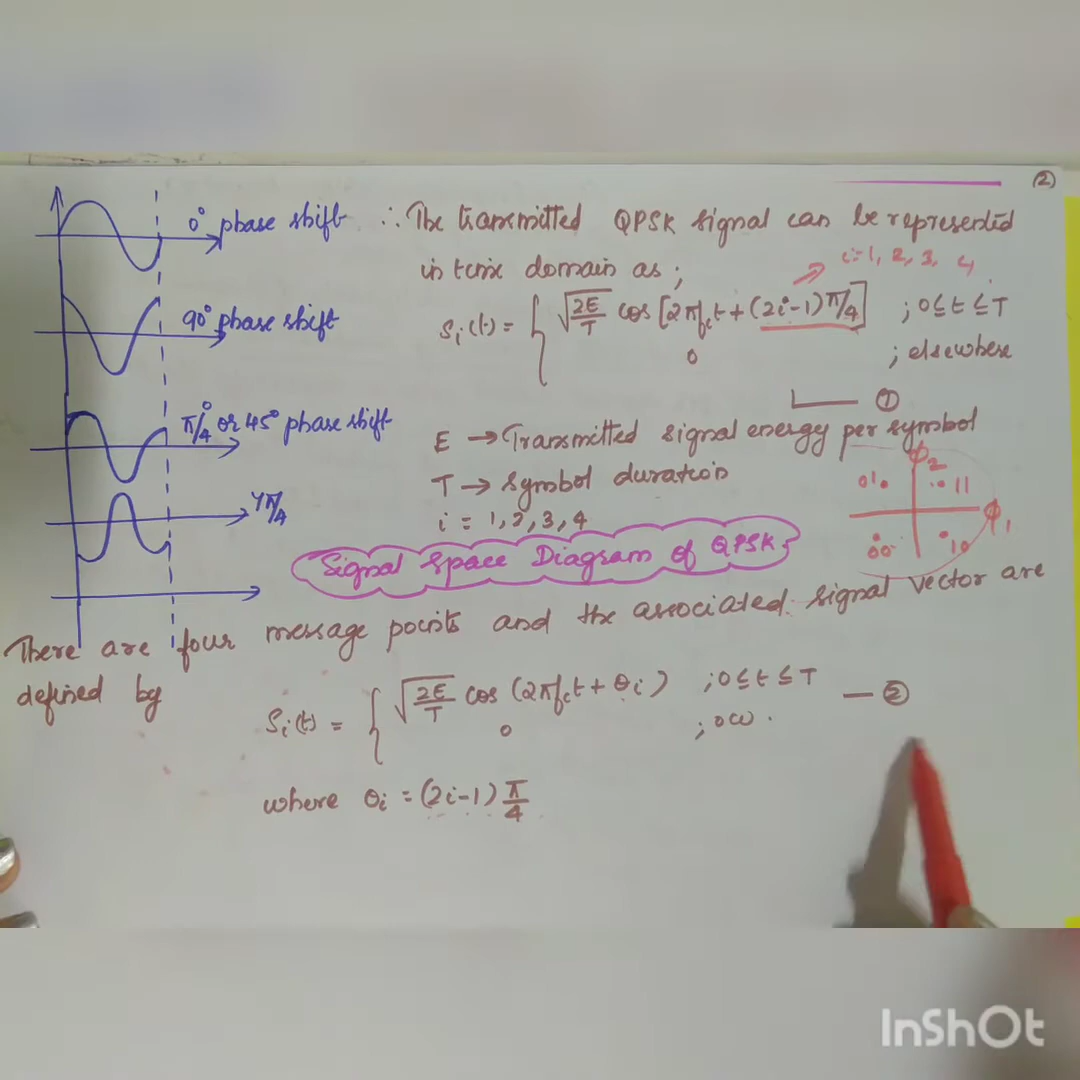 ②
0° phase shift
90° phase shift
π/4° or 45° phase shift
∴ The transmitted QPSK signal can be represented
in time domain as ;
i=1, 2, 3, 4
Si(t) = { √(2E/T) cos [2πfct + (2i-1)π/4] ; 0≤t≤T
0 ; elsewhere
①
E → Transmitted signal energy per symbol
T → Symbol duration
i = 1, 2, 3, 4
ϕ2
01 11
ϕ1
00 10
Signal Space Diagram of QPSK
There are four message points and the associated signal vector are
defined by
Si(t) = { √(2E/T) cos (2πfct + θi) ; 0≤t≤T — ②
0 ; ow.
where θi = (2i-1) π/4
InShOt